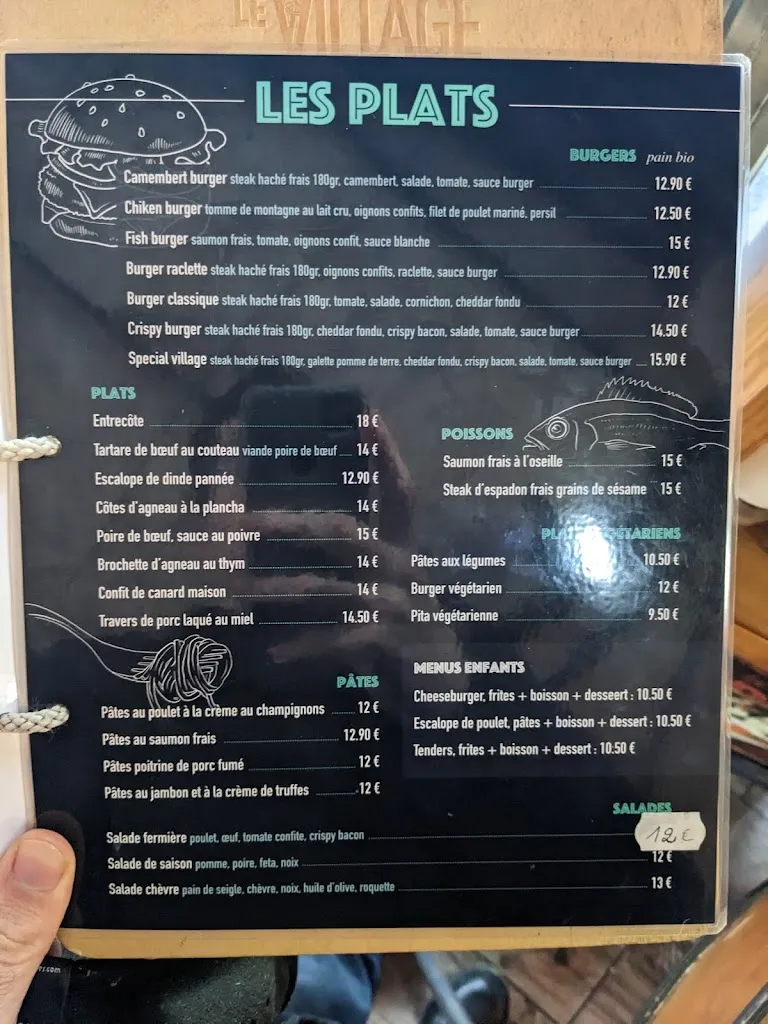 LE VILLAGE
LES PLATS
BURGERS pain bio
Camembert burger steak haché frais 180gr, camembert, salade, tomate, sauce burger 12.90 €
Chiken burger tomme de montagne au lait cru, oignons confits, filet de poulet mariné, persil 12.50 €
Fish burger saumon frais, tomate, oignons confit, sauce blanche 15 €
Burger raclette steak haché frais 180gr, oignons confits, raclette, sauce burger 12.90 €
Burger classique steak haché frais 180gr, tomate, salade, cornichon, cheddar fondu 12 €
Crispy burger steak haché frais 180gr, cheddar fondu, crispy bacon, salade, tomate, sauce burger 14.50 €
Special village steak haché frais 180gr, galette pomme de terre, cheddar fondu, crispy bacon, salade, tomate, sauce burger 15.90 €
PLATS
Entrecôte 18 €
Tartare de bœuf au couteau viande poire de bœuf 14 €
Escalope de dinde pannée 12.90 €
Côtes d'agneau à la plancha 14 €
Poire de bœuf, sauce au poivre 15 €
Brochette d'agneau au thym 14 €
Confit de canard maison 14 €
Travers de porc laqué au miel 14.50 €
PÂTES
Pâtes au poulet à la crème au champignons 12 €
Pâtes au saumon frais 12.90 €
Pâtes poitrine de porc fumé 12 €
Pâtes au jambon et à la crème de truffes 12 €
POISSONS
Saumon frais à l'oseille 15 €
Steak d'espadon frais grains de sésame 15 €
Pâtes aux légumes 10.50 €
Burger végétarien 12 €
Pita végétarienne 9.50 €
MENUS ENFANTS
Cheeseburger, frites + boisson + desseert : 10.50 €
Escalope de poulet, pâtes + boisson + dessert : 10.50 €
Tenders, frites + boisson + dessert : 10.50 €
SALADES
Salade fermière poulet, œuf, tomate confite, crispy bacon 12 €
Salade de saison pomme, poire, feta, noix 12 €
Salade chèvre pain de seigle, chèvre, noix, huile d'olive, roquette 13 €